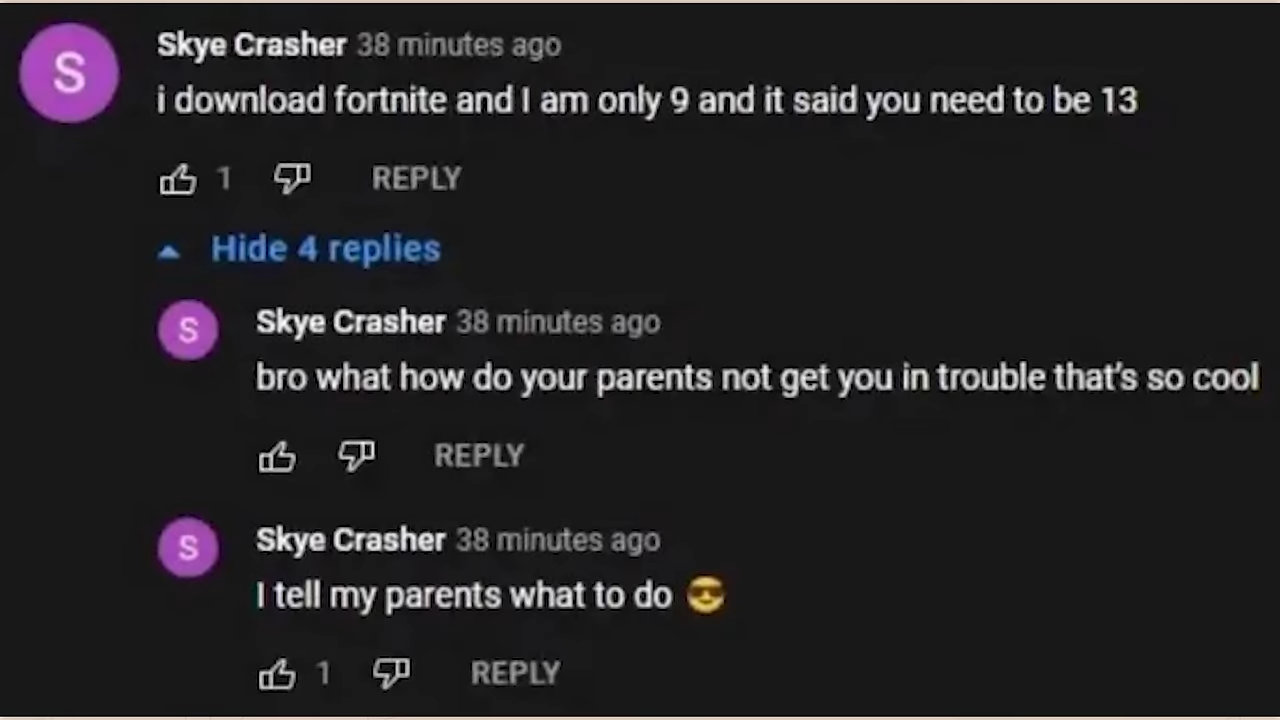 S
Skye Crasher 38 minutes ago
i download fortnite and I am only 9 and it said you need to be 13
1 REPLY
Hide 4 replies
S
Skye Crasher 38 minutes ago
bro what how do your parents not get you in trouble that's so cool
REPLY
S
Skye Crasher 38 minutes ago
I tell my parents what to do 😎
1 REPLY